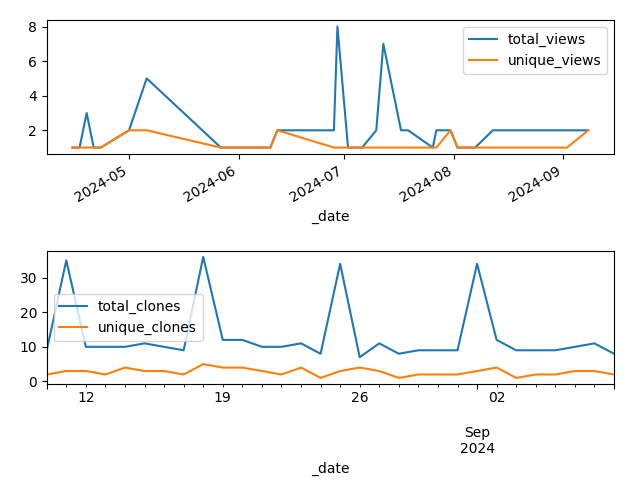 8
6
4
2
total_views
unique_views
2024-05
2024-06
2024-07
2024-08
2024-09
_date
30
20
10
0
total_clones
unique_clones
12
19
26
02
Sep
2024
_date